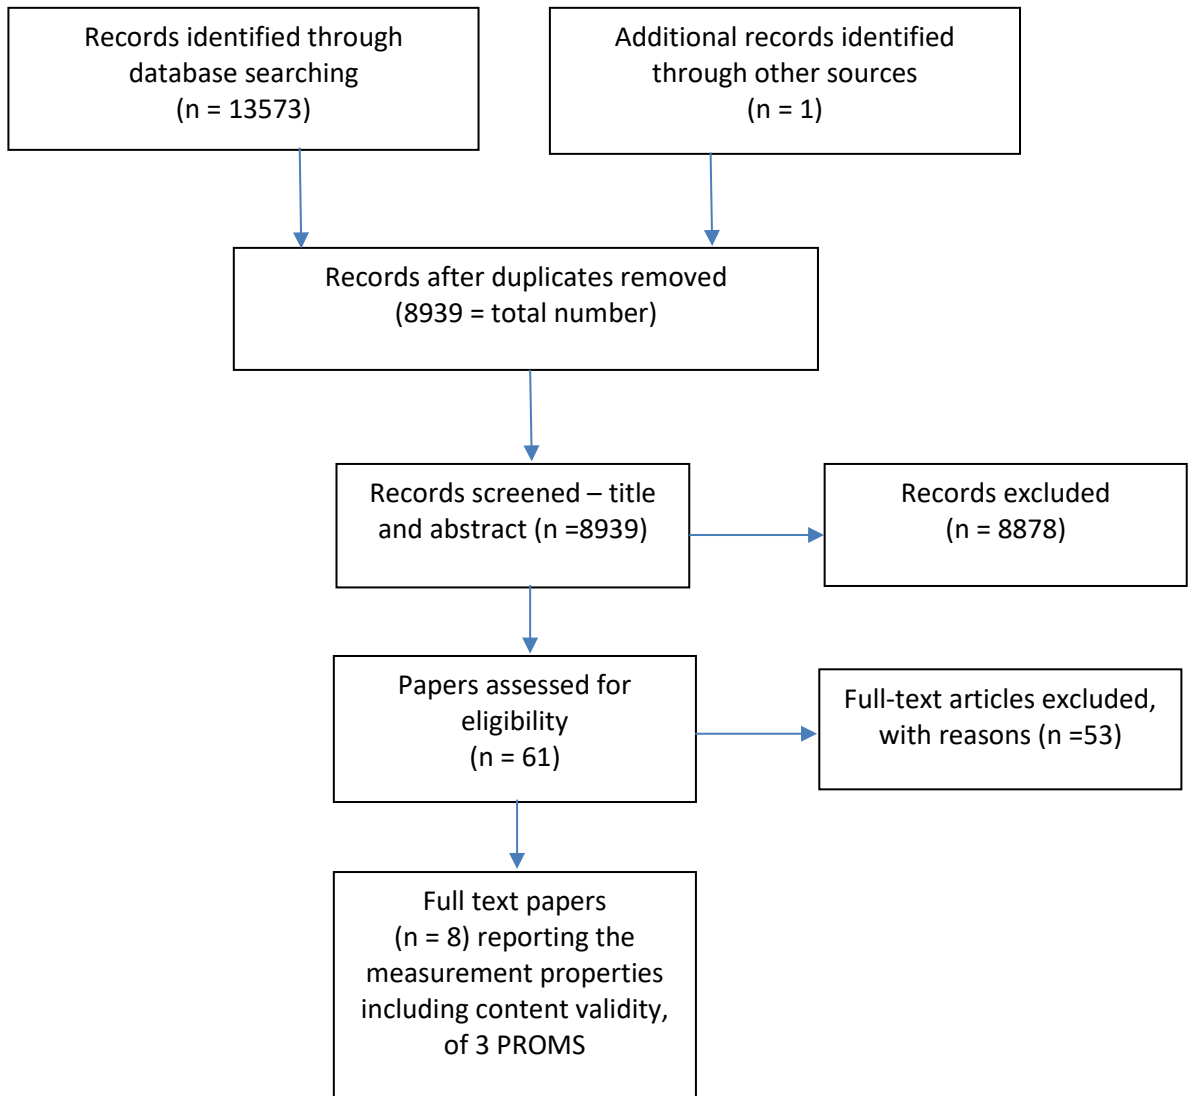 Records identified through
database searching
(n = 13573)
Additional records identified
through other sources
(n = 1)
Records after duplicates removed
(8939 = total number)
Records screened – title
and abstract (n =8939)
Records excluded
(n = 8878)
Papers assessed for
eligibility
(n = 61)
Full-text articles excluded,
with reasons (n =53)
Full text papers
(n = 8) reporting the
measurement properties
including content validity,
of 3 PROMS